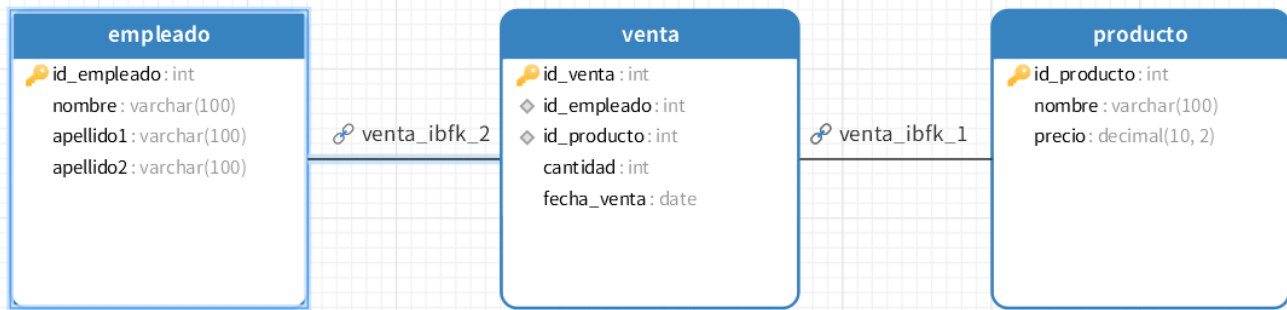 empleado
id_empleado : int
nombre : varchar(100)
apellido1 : varchar(100)
apellido2 : varchar(100)
venta_ibfk_2
venta
id_venta : int
id_empleado : int
id_producto : int
cantidad : int
fecha_venta : date
venta_ibfk_1
producto
id_producto : int
nombre : varchar(100)
precio : decimal(10, 2)